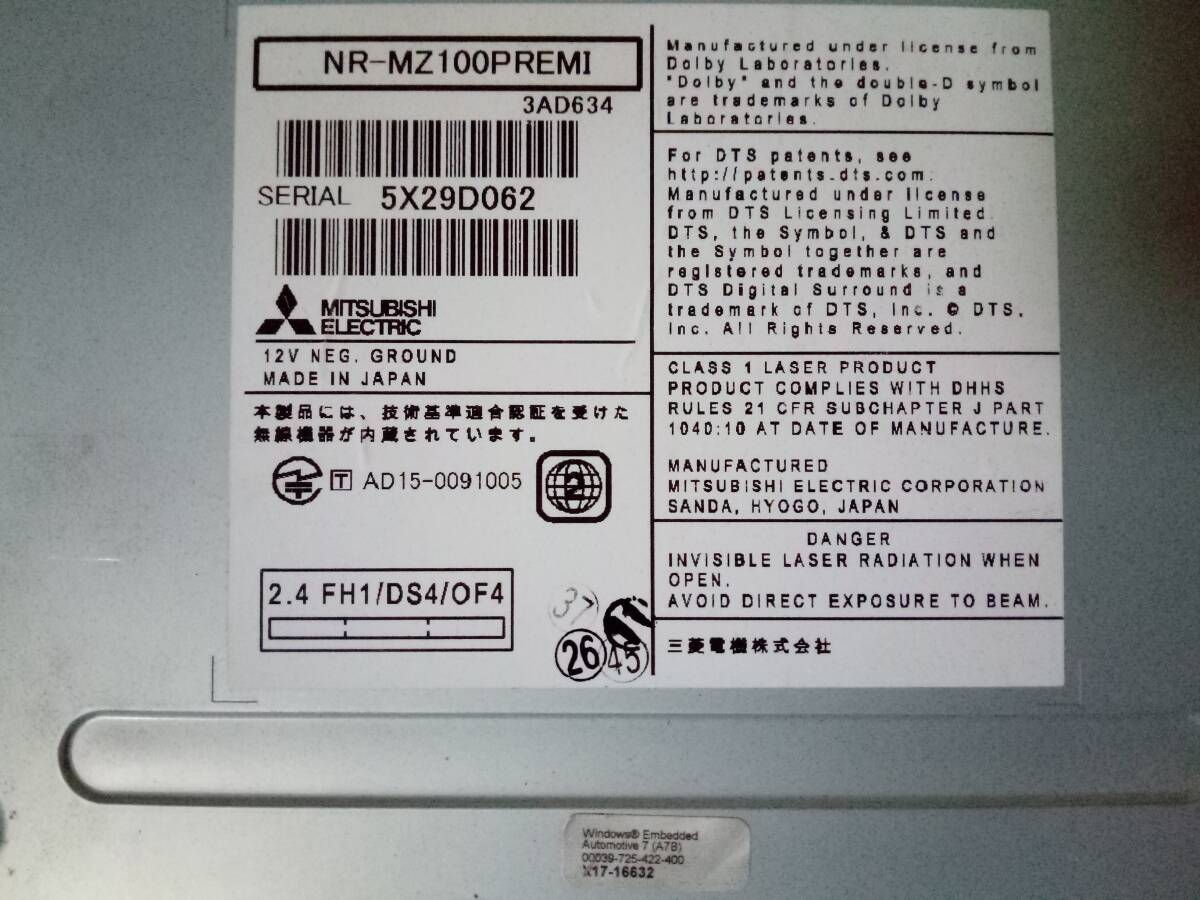 NR-MZ100PREMI
3AD634
SERIAL 5X29D062
MITSUBISHI
ELECTRIC
12V NEG. GROUND
MADE IN JAPAN
本製品には、技術基準適合認証を受けた
無線機器が内蔵されています。
T AD15-0091005
2
2.4 FH1/DS4/OF4
37
26
45
Manufactured under license from
Dolby Laboratories.
"Dolby" and the double-D symbol
are trademarks of Dolby
Laboratories.
For DTS patents, see
http://patents.dts.com.
Manufactured under license
from DTS Licensing Limited.
DTS, the Symbol, & DTS and
the Symbol together are
registered trademarks, and
DTS Digital Surround is a
trademark of DTS, Inc. © DTS,
Inc. All Rights Reserved.
CLASS 1 LASER PRODUCT
PRODUCT COMPLIES WITH DHHS
RULES 21 CFR SUBCHAPTER J PART
1040:10 AT DATE OF MANUFACTURE.
MANUFACTURED
MITSUBISHI ELECTRIC CORPORATION
SANDA, HYOGO, JAPAN
DANGER
INVISIBLE LASER RADIATION WHEN
OPEN.
AVOID DIRECT EXPOSURE TO BEAM.
三菱電機株式会社
Windows® Embedded
Automotive 7 (A7B)
00039-725-422-400
X17-16632